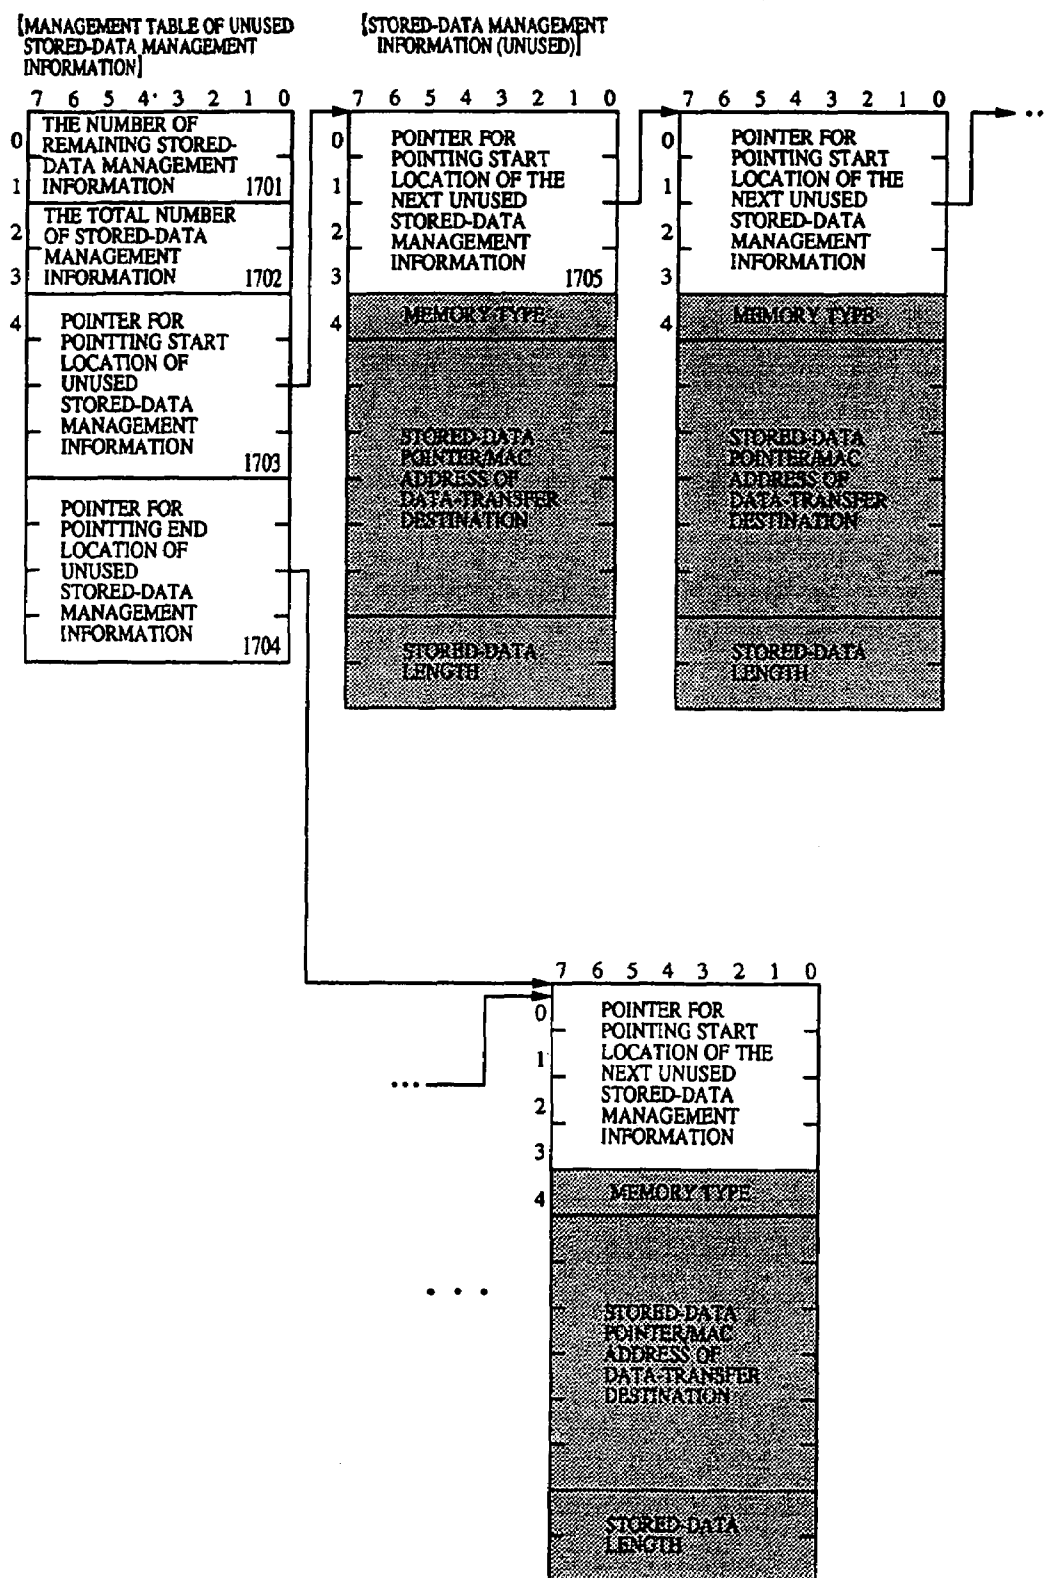 [MANAGEMENT TABLE OF UNUSED
STORED-DATA MANAGEMENT
INFORMATION]
7 6 5 4 3 2 1 0
0
1
2
3
4
THE NUMBER OF
REMAINING STORED-
DATA MANAGEMENT
INFORMATION 1701
THE TOTAL NUMBER
OF STORED-DATA
MANAGEMENT
INFORMATION 1702
POINTER FOR
POINTTING START
LOCATION OF
UNUSED
STORED-DATA
MANAGEMENT
INFORMATION
1703
POINTER FOR
POINTTING END
LOCATION OF
UNUSED
STORED-DATA
MANAGEMENT
INFORMATION
1704
[STORED-DATA MANAGEMENT
INFORMATION (UNUSED)]
7 6 5 4 3 2 1 0
0
1
2
3
4
POINTER FOR
POINTING START
LOCATION OF THE
NEXT UNUSED
STORED-DATA
MANAGEMENT
INFORMATION
1705
MEMORY TYPE
STORED-DATA
POINTER/MAC
ADDRESS OF
DATA-TRANSFER
DESTINATION
STORED-DATA
LENGTH
7 6 5 4 3 2 1 0
0
1
2
3
4
POINTER FOR
POINTING START
LOCATION OF THE
NEXT UNUSED
STORED-DATA
MANAGEMENT
INFORMATION
MEMORY TYPE
STORED-DATA
POINTER/MAC
ADDRESS OF
DATA-TRANSFER
DESTINATION
STORED-DATA
LENGTH
7 6 5 4 3 2 1 0
0
1
2
3
4
POINTER FOR
POINTING START
LOCATION OF THE
NEXT UNUSED
STORED-DATA
MANAGEMENT
INFORMATION
MEMORY TYPE
STORED-DATA
POINTER/MAC
ADDRESS OF
DATA-TRANSFER
DESTINATION
STORED-DATA
LENGTH